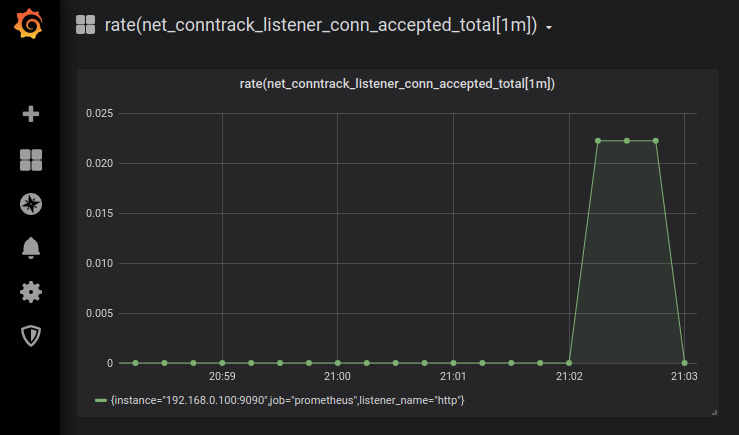 rate(net_conntrack_listener_conn_accepted_total[1m])
rate(net_conntrack_listener_conn_accepted_total[1m])
0.025
0.020
0.015
0.010
0.005
0
20:59 21:00 21:01 21:02 21:03
{instance="192.168.0.100:9090",job="prometheus",listener_name="http"}